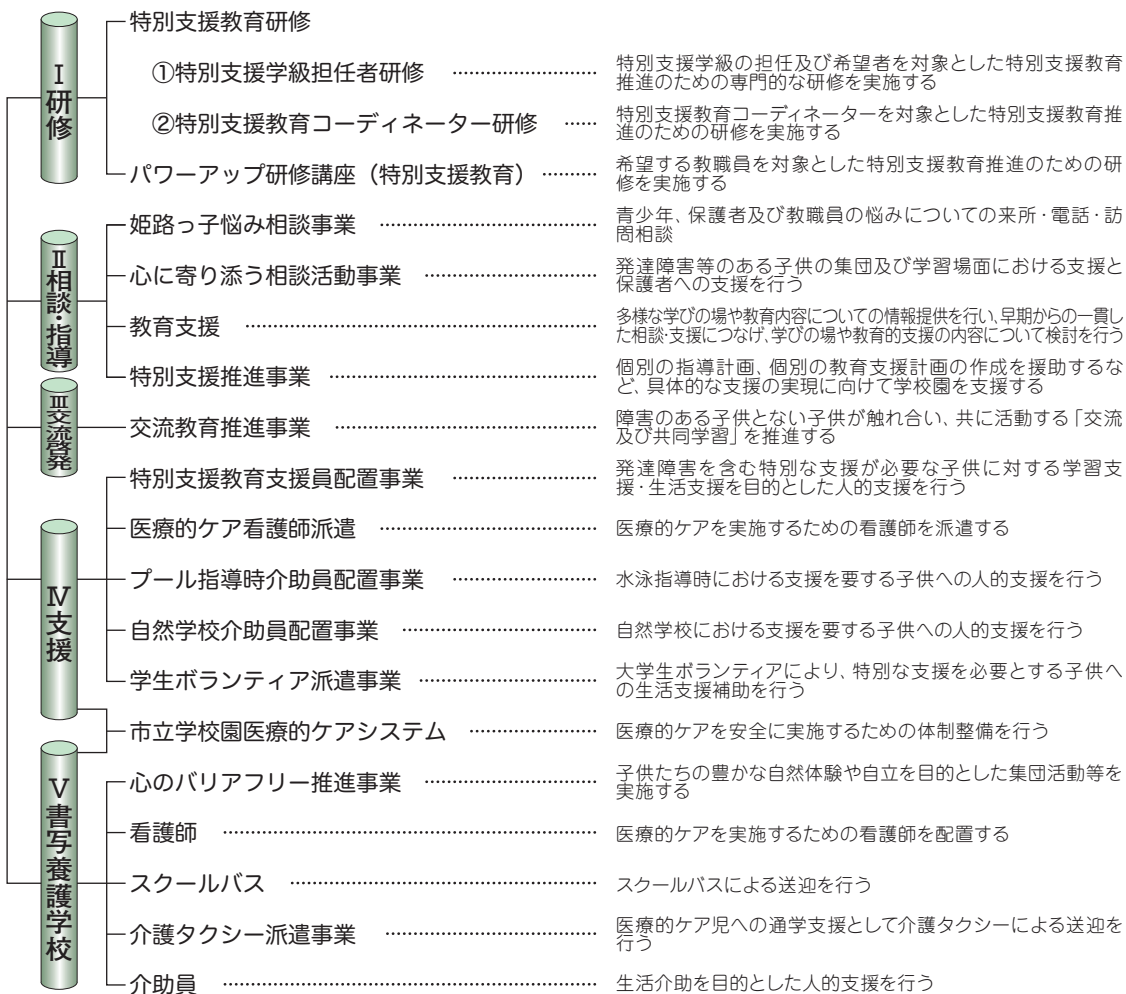 Ⅰ研修
特別支援教育研修
①特別支援学級担任者研修 ……………………… 特別支援学級の担任及び希望者を対象とした特別支援教育
推進のための専門的な研修を実施する
②特別支援教育コーディネーター研修 …… 特別支援教育コーディネーターを対象とした特別支援教育推
進のための研修を実施する
パワーアップ研修講座（特別支援教育） ………… 希望する教職員を対象とした特別支援教育推進のための研
修を実施する
Ⅱ相談・指導
姫路っ子悩み相談事業 ……………………………… 青少年、保護者及び教職員の悩みについての来所・電話・訪
問相談
心に寄り添う相談活動事業 ………………………… 発達障害等のある子供の集団及び学習場面における支援と
保護者への支援を行う
教育支援 …………………………………………… 多様な学びの場や教育内容についての情報提供を行い、早期からの一貫し
た相談・支援につなげ、学びの場や教育的支援の内容について検討を行う
特別支援推進事業 ………………………………… 個別の指導計画、個別の教育支援計画の作成を援助するな
ど、具体的な支援の実現に向けて学校園を支援する
Ⅲ交流啓発
交流教育推進事業 ………………………………… 障害のある子供とない子供が触れ合い、共に活動する「交流
及び共同学習」を推進する
Ⅳ支援
特別支援教育支援員配置事業 ……………………… 発達障害を含む特別な支援が必要な子供に対する学習支
援・生活支援を目的とした人的支援を行う
医療的ケア看護師派遣 ……………………………… 医療的ケアを実施するための看護師を派遣する
プール指導時介助員配置事業 ……………………… 水泳指導時における支援を要する子供への人的支援を行う
自然学校介助員配置事業 …………………………… 自然学校における支援を要する子供への人的支援を行う
学生ボランティア派遣事業 ………………………… 大学生ボランティアにより、特別な支援を必要とする子供へ
の生活支援補助を行う
市立学校園医療的ケアシステム …………………… 医療的ケアを安全に実施するための体制整備を行う
Ⅴ書写養護学校
心のバリアフリー推進事業 ………………………… 子供たちの豊かな自然体験や自立を目的とした集団活動等を
実施する
看護師 ……………………………………………… 医療的ケアを実施するための看護師を配置する
スクールバス ……………………………………… スクールバスによる送迎を行う
介護タクシー派遣事業 ……………………………… 医療的ケア児への通学支援として介護タクシーによる送迎を
行う
介助員 ……………………………………………… 生活介助を目的とした人的支援を行う